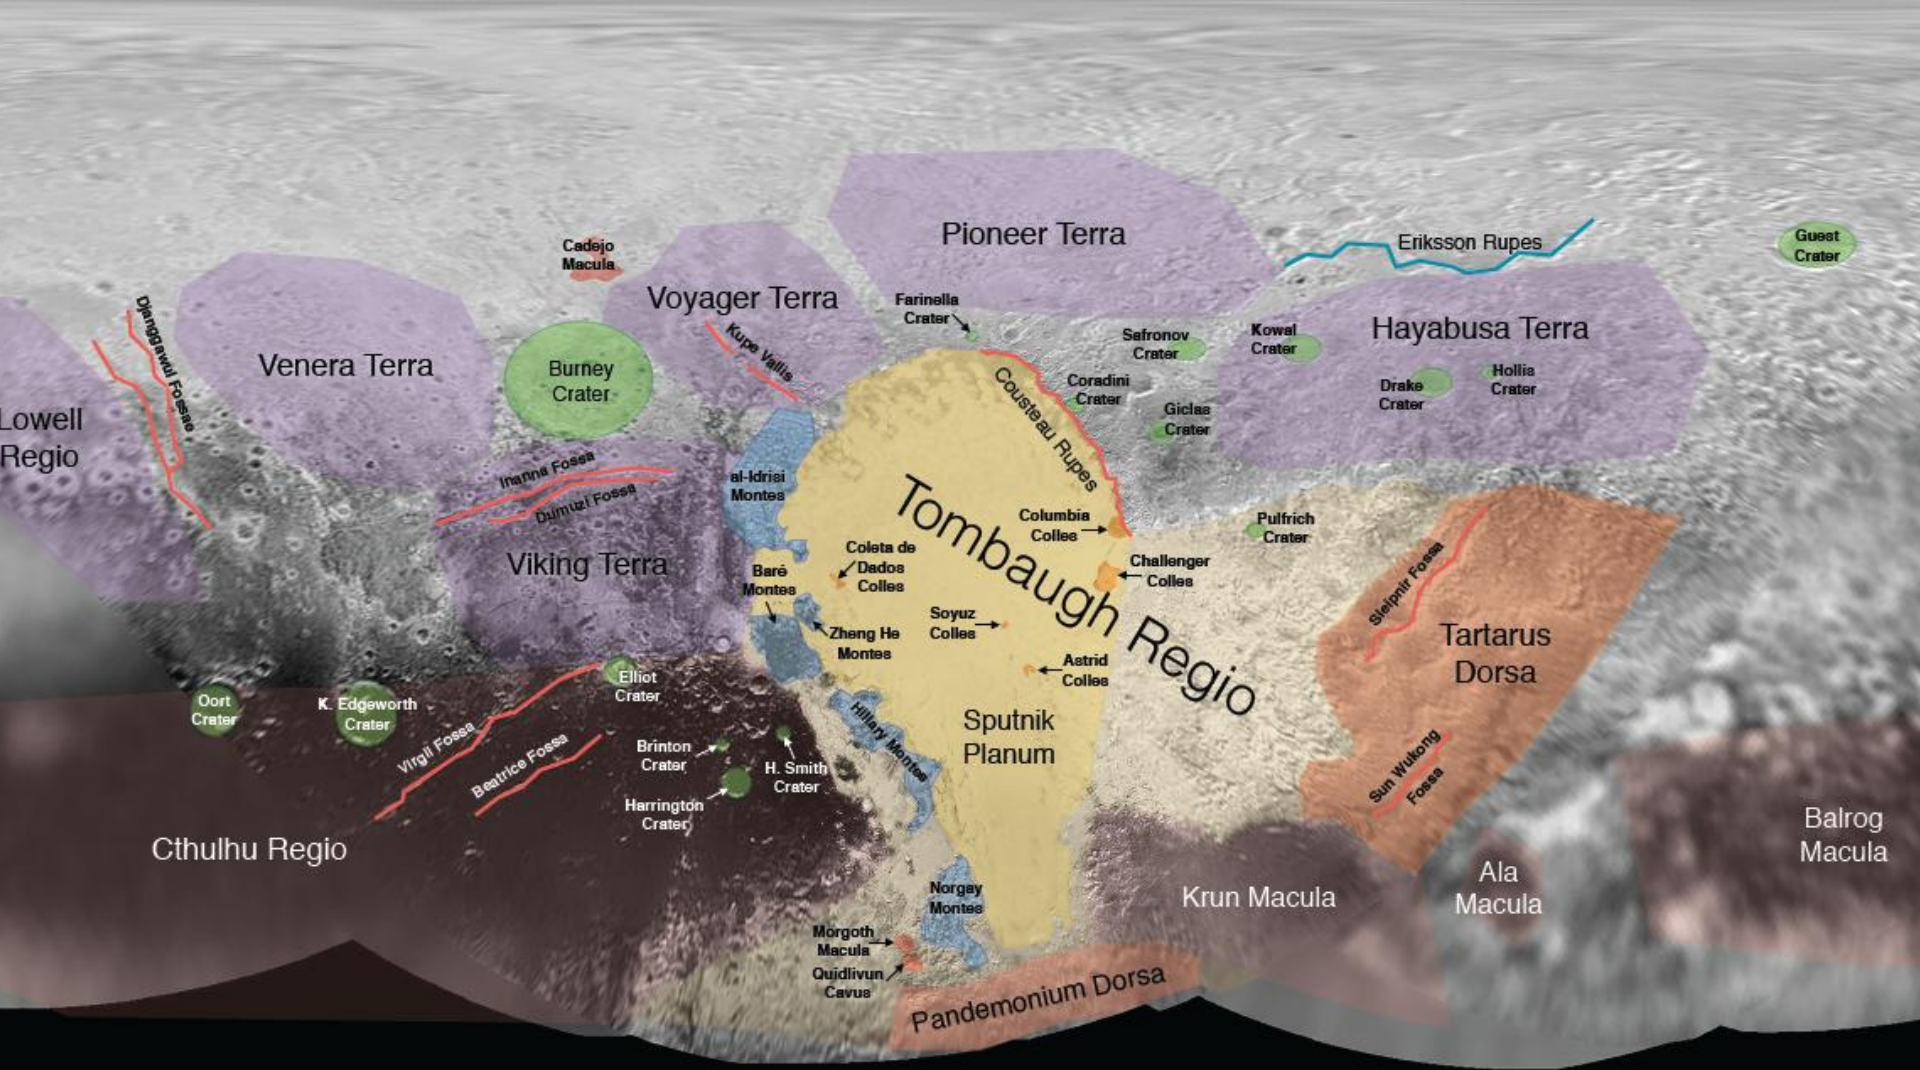 Pioneer Terra
Eriksson Rupes
Guest
Crater
Cadejo
Macula
Voyager Terra
Farinella
Crater
Safronov
Crater
Kowal
Crater
Hayabusa Terra
Djanggawul Fossae
Venera Terra
Burney
Crater
Kupe Vallis
Cousteau Rupes
Coradini
Crater
Giclas
Crater
Drake
Crater
Hollis
Crater
Lowell
Regio
Inanna Fossa
Dumuzi Fossa
al-Idrisi
Montes
Tombaugh Regio
Columbia
Colles
Pulfrich
Crater
Viking Terra
Baré
Montes
Coleta de
Dados
Colles
Challenger
Colles
Sleipnir Fossa
Soyuz
Colles
Zheng He
Montes
Astrid
Colles
Tartarus
Dorsa
Oort
Crater
K. Edgeworth
Crater
Elliot
Crater
Virgil Fossa
Beatrice Fossa
Brinton
Crater
H. Smith
Crater
Harrington
Crater
Hillary Montes
Sputnik
Planum
Sun Wukong
Fossa
Cthulhu Regio
Balrog
Macula
Norgay
Montes
Krun Macula
Ala
Macula
Morgoth
Macula
Quidlivun
Cavus
Pandemonium Dorsa